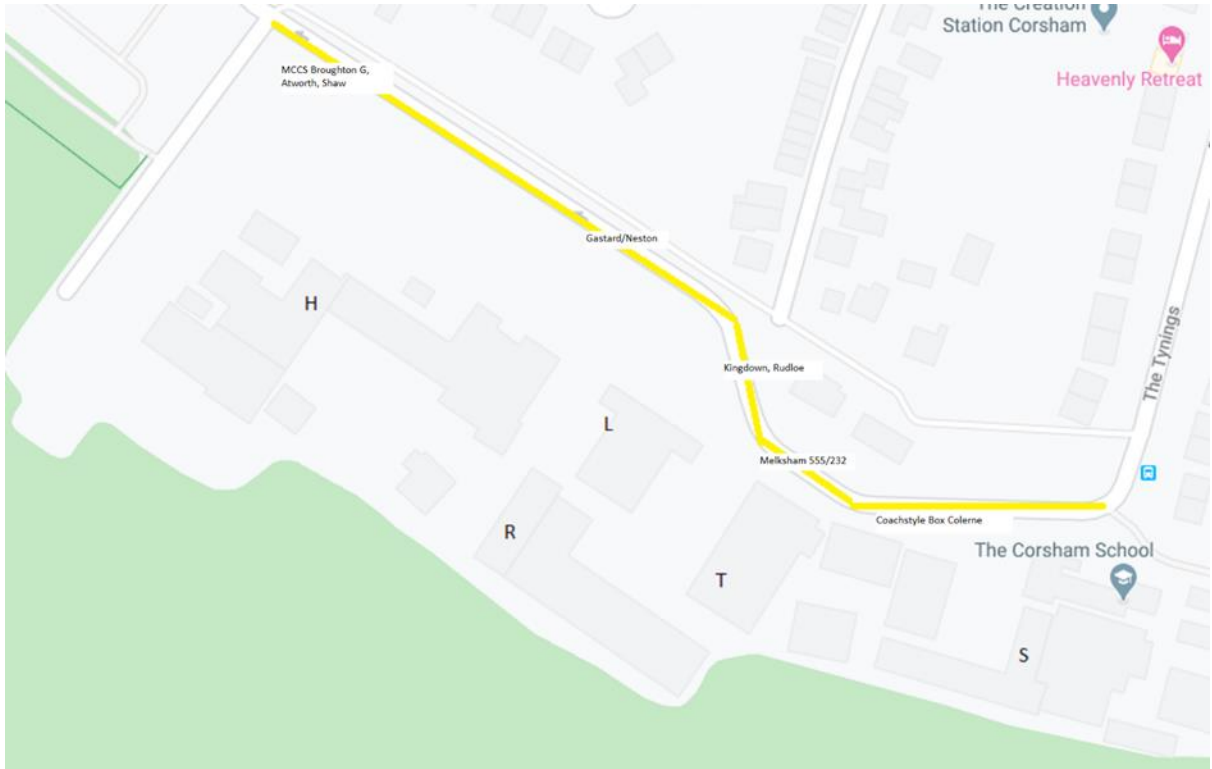 The Creation
Station Corsham
Heavenly Retreat
MCCS Broughton G,
Atworth, Shaw
Gastard/Neston
H
The Tynings
Kingdown, Rudloe
L
Melksham 555/232
Coachstyle Box Colerne
R
The Corsham School
T
S